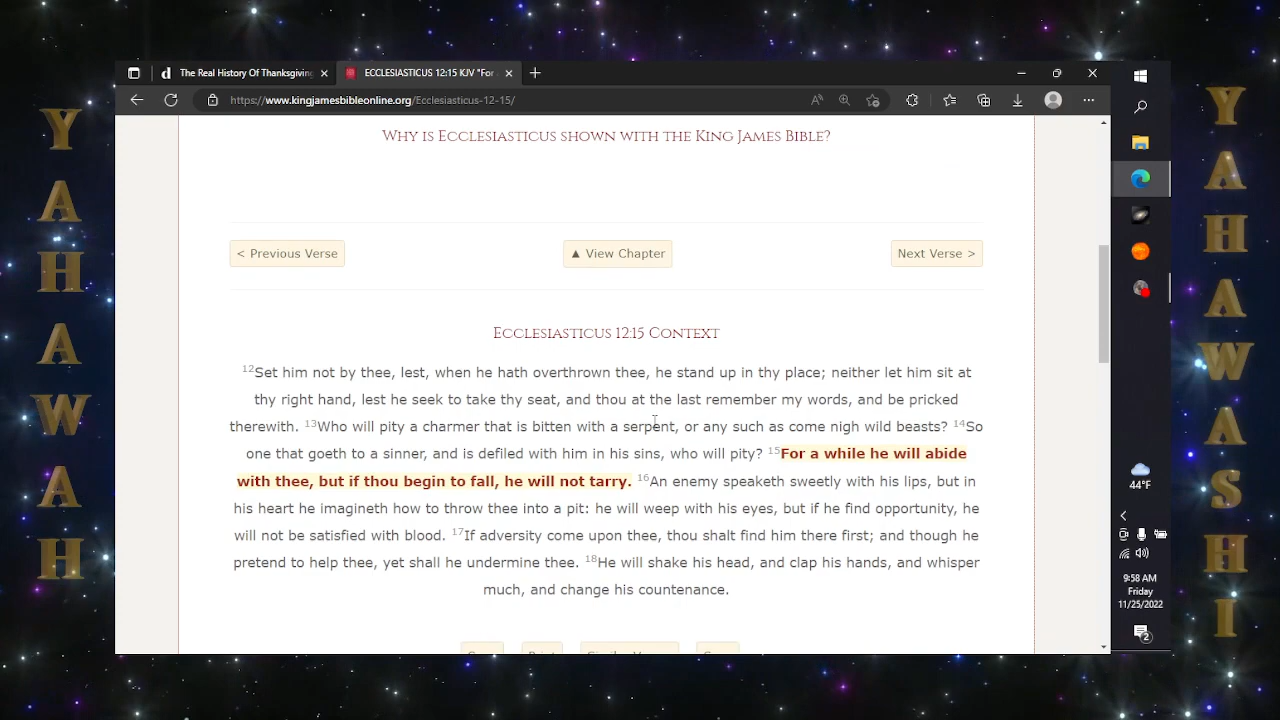 YAHAWAH
The Real History Of Thanksgiving
ECCLESIASTICUS 12:15 KJV "For
https://www.kingjamesbibleonline.org/Ecclesiasticus-12-15/
Why is Ecclesiasticus shown with the King James Bible?
< Previous Verse
▲ View Chapter
Next Verse >
Ecclesiasticus 12:15 Context
12Set him not by thee, lest, when he hath overthrown thee, he stand up in thy place; neither let him sit at
thy right hand, lest he seek to take thy seat, and thou at the last remember my words, and be pricked
therewith. 13Who will pity a charmer that is bitten with a serpent, or any such as come nigh wild beasts? 14So
one that goeth to a sinner, and is defiled with him in his sins, who will pity? 15For a while he will abide
with thee, but if thou begin to fall, he will not tarry. 16An enemy speaketh sweetly with his lips, but in
his heart he imagineth how to throw thee into a pit: he will weep with his eyes, but if he find opportunity, he
will not be satisfied with blood. 17If adversity come upon thee, thou shalt find him there first; and though he
pretend to help thee, yet shall he undermine thee. 18He will shake his head, and clap his hands, and whisper
much, and change his countenance.
44°F
9:58 AM
Friday
11/25/2022
2
YAHAWASHI